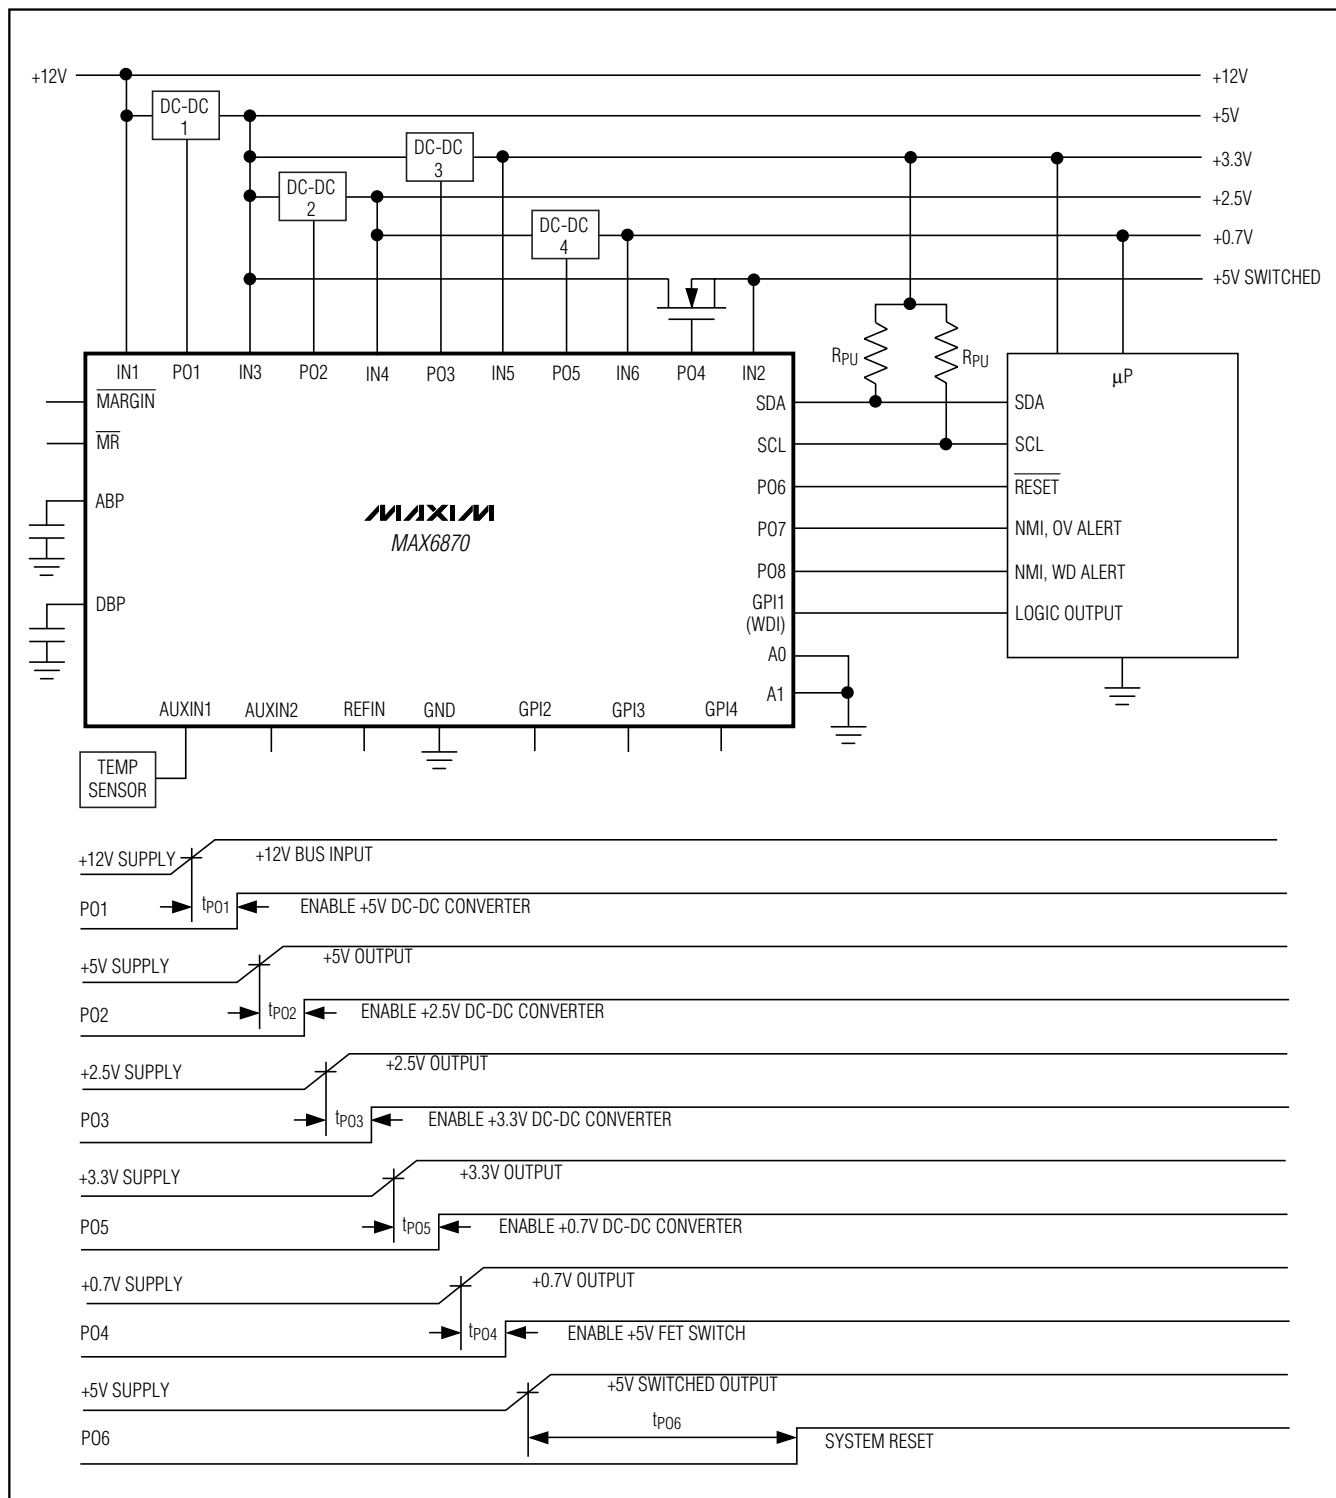 +12V
+12V
DC-DC
1
+5V
DC-DC
3
+3.3V
DC-DC
2
+2.5V
DC-DC
4
+0.7V
+5V SWITCHED
RPU
RPU
IN1
PO1
IN3
PO2
IN4
PO3
IN5
PO5
IN6
PO4
IN2
µP
MARGIN
SDA
SDA
MR
SCL
SCL
ABP
PO6
RESET
MAXIM
MAX6870
PO7
NMI, OV ALERT
PO8
NMI, WD ALERT
DBP
GPI1
(WDI)
LOGIC OUTPUT
A0
A1
AUXIN1
AUXIN2
REFIN
GND
GPI2
GPI3
GPI4
TEMP
SENSOR
+12V SUPPLY
+12V BUS INPUT
PO1
tPO1
ENABLE +5V DC-DC CONVERTER
+5V SUPPLY
+5V OUTPUT
PO2
tPO2
ENABLE +2.5V DC-DC CONVERTER
+2.5V SUPPLY
+2.5V OUTPUT
PO3
tPO3
ENABLE +3.3V DC-DC CONVERTER
+3.3V SUPPLY
+3.3V OUTPUT
PO5
tPO5
ENABLE +0.7V DC-DC CONVERTER
+0.7V SUPPLY
+0.7V OUTPUT
PO4
tPO4
ENABLE +5V FET SWITCH
+5V SUPPLY
+5V SWITCHED OUTPUT
PO6
tPO6
SYSTEM RESET